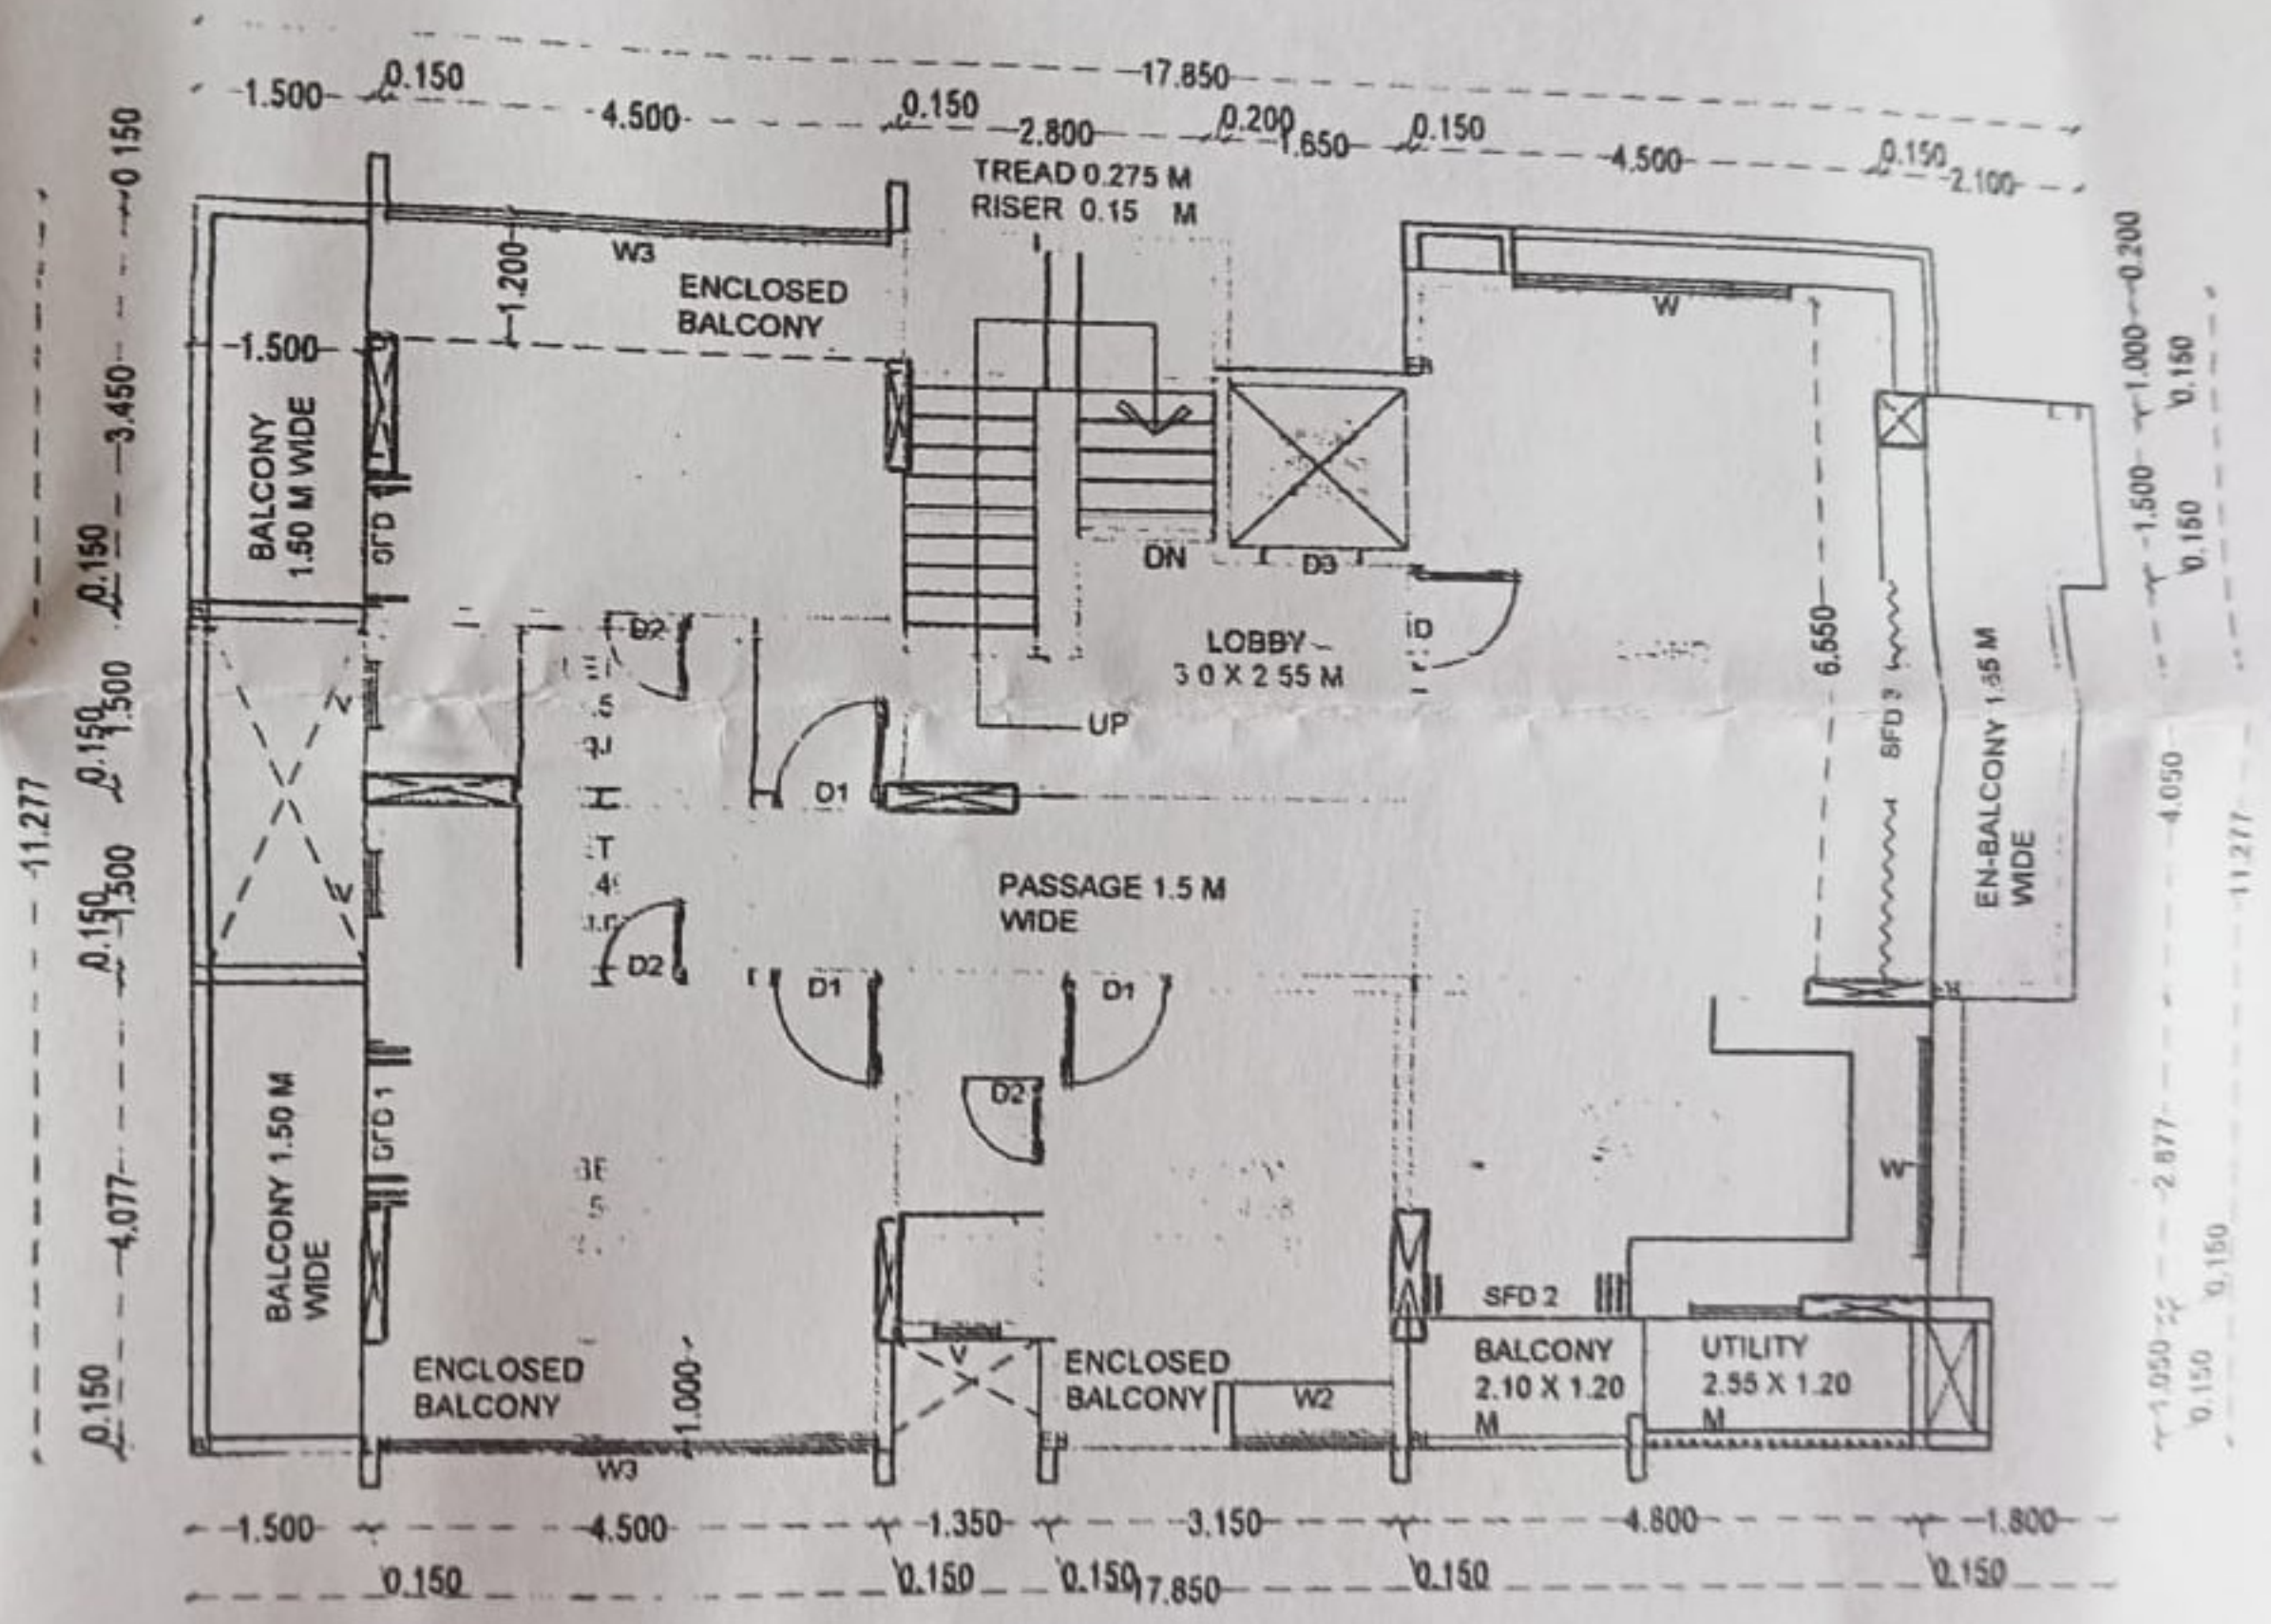 17.850
1.500
0.150
4.500
0.150
2.800
0.200
1.650
0.150
4.500
0.150
2.100
TREAD 0.275 M
RISER 0.15 M
0 150
3.450
0.150
1.500
0.150
1.500
0.150
4.077
0.150
11.277
W3
1.200
ENCLOSED
BALCONY
1.500
BALCONY
1.50 M WIDE
W
DN
D3
LOBBY
3 0 X 2 55 M
D
UP
6.550
SFD 3
EN-BALCONY 1.65 M
WIDE
D2
D1
PASSAGE 1.5 M
WIDE
D2
D1
D1
D2
BALCONY 1.50 M
WIDE
W
SFD 2
ENCLOSED
BALCONY
1.000
W3
ENCLOSED
BALCONY
W2
BALCONY
2.10 X 1.20
M
UTILITY
2.55 X 1.20
M
0.200
1.000
0.150
1.500
0.150
4.050
2.877
1.050
0.150
0.150
11.277
1.500
4.500
1.350
3.150
4.800
1.800
0.150
0.150
0.150
17.850
0.150
0.150